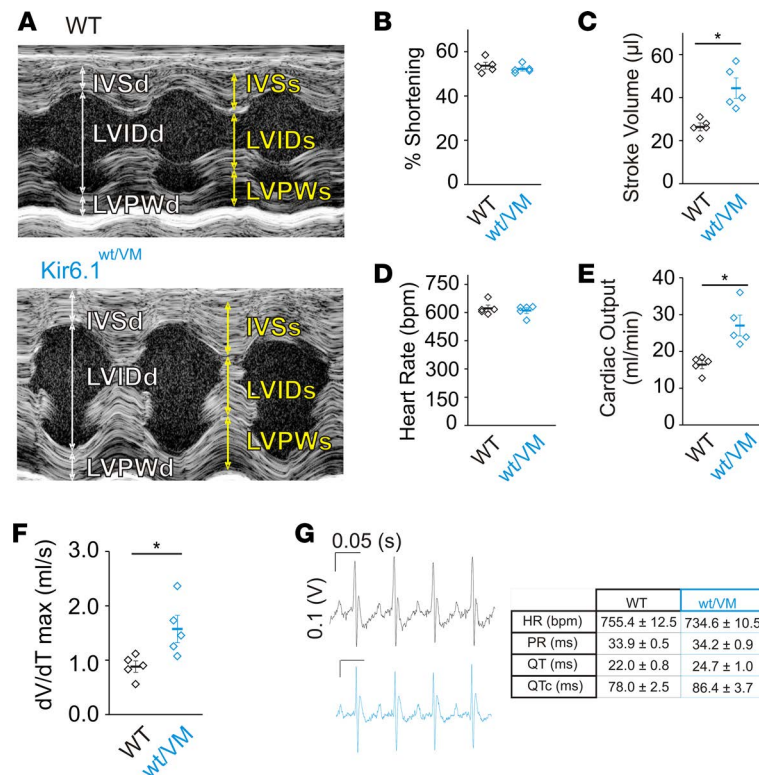 A
WT
IVSd
IVSs
LVIDd
LVIDs
LVPWd
LVPWs
Kir6.1wt/VM
IVSd
IVSs
LVIDd
LVIDs
LVPWd
LVPWs
B
% Shortening
60
40
20
0
WT
wt/VM
C
Stroke Volume (µl)
*
60
40
20
0
WT
wt/VM
D
Heart Rate (bpm)
750
600
450
300
150
0
WT
wt/VM
E
Cardiac Output
(ml/min)
*
40
30
20
10
0
WT
wt/VM
F
dV/dT max (ml/s)
*
3.0
2.0
1.0
0.0
WT
wt/VM
G
0.05 (s)
0.1 (V)
WT wt/VM
HR (bpm) 755.4 ± 12.5 734.6 ± 10.5
PR (ms) 33.9 ± 0.5 34.2 ± 0.9
QT (ms) 22.0 ± 0.8 24.7 ± 1.0
QTc (ms) 78.0 ± 2.5 86.4 ± 3.7